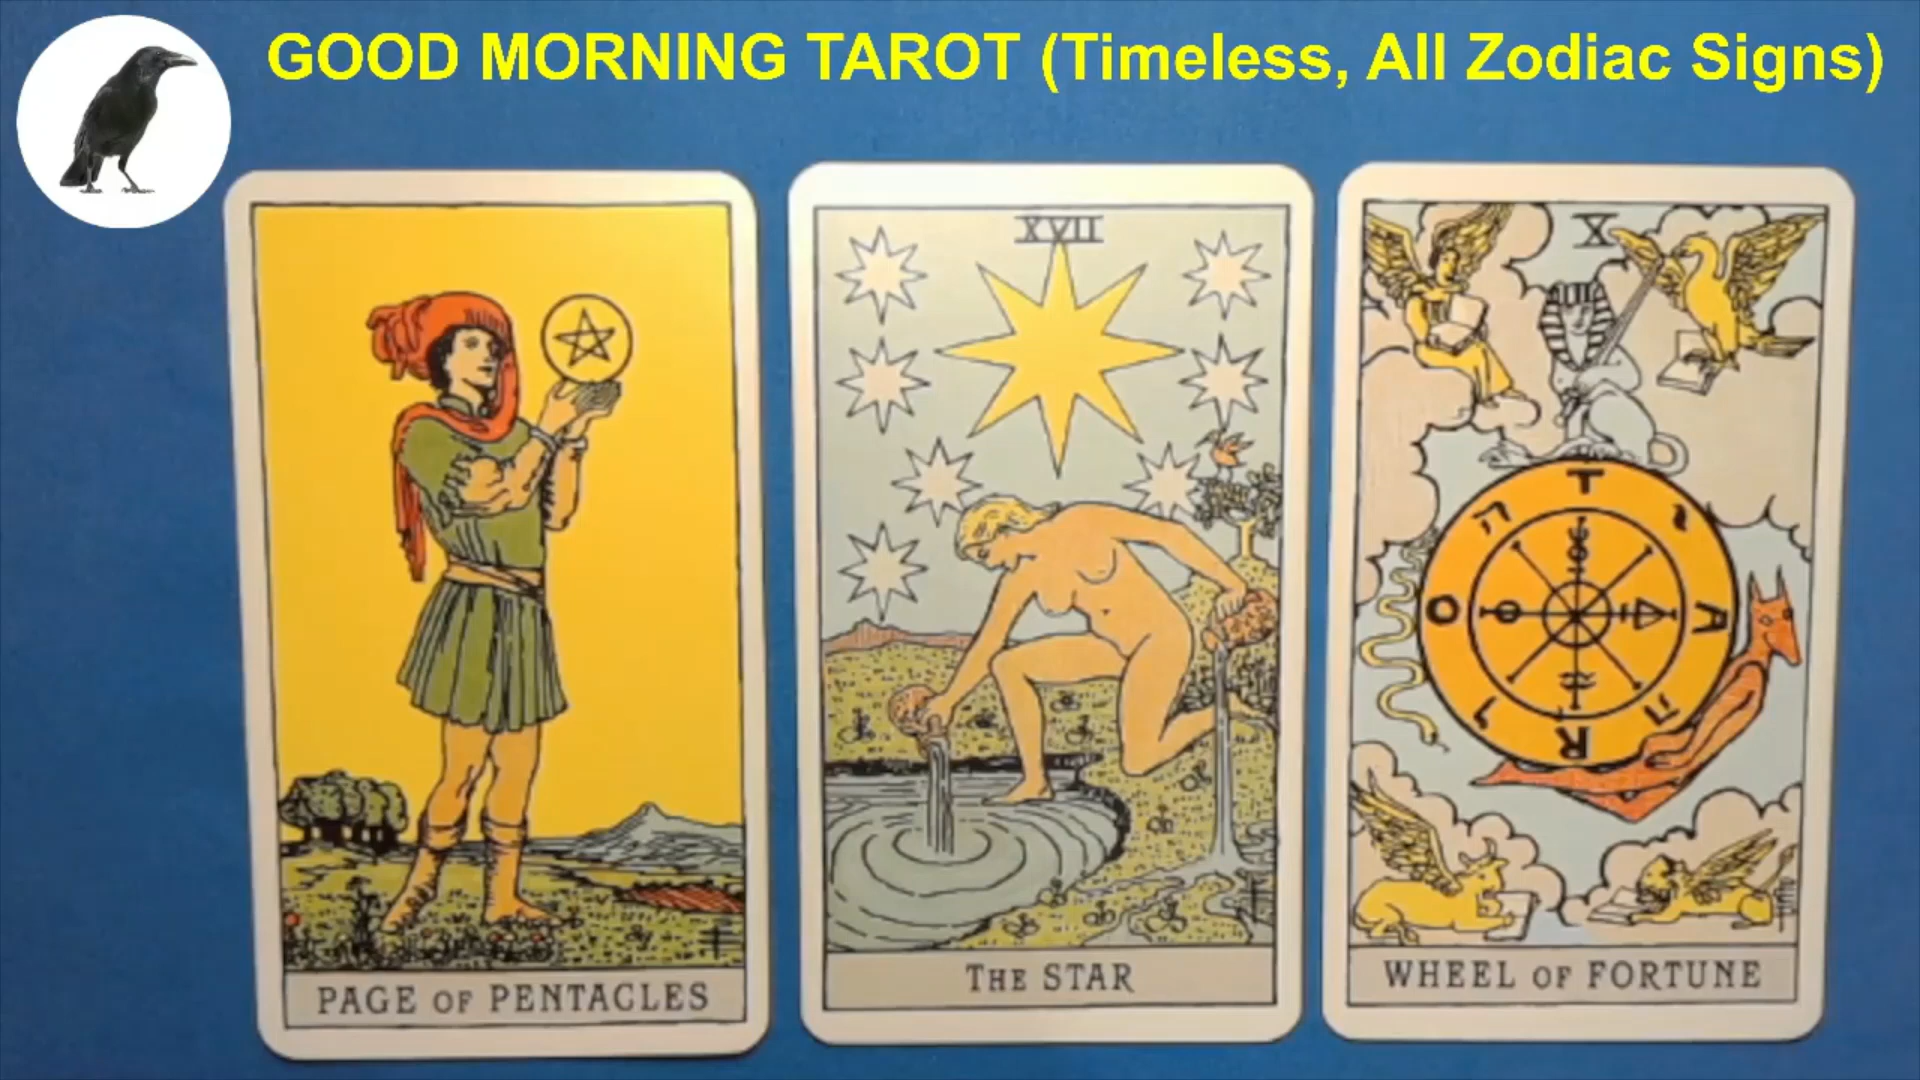 GOOD MORNING TAROT (Timeless, All Zodiac Signs)
XVII
X
T
A
R
O
י
ה
ו
ה
PAGE OF PENTACLES
THE STAR
WHEEL OF FORTUNE